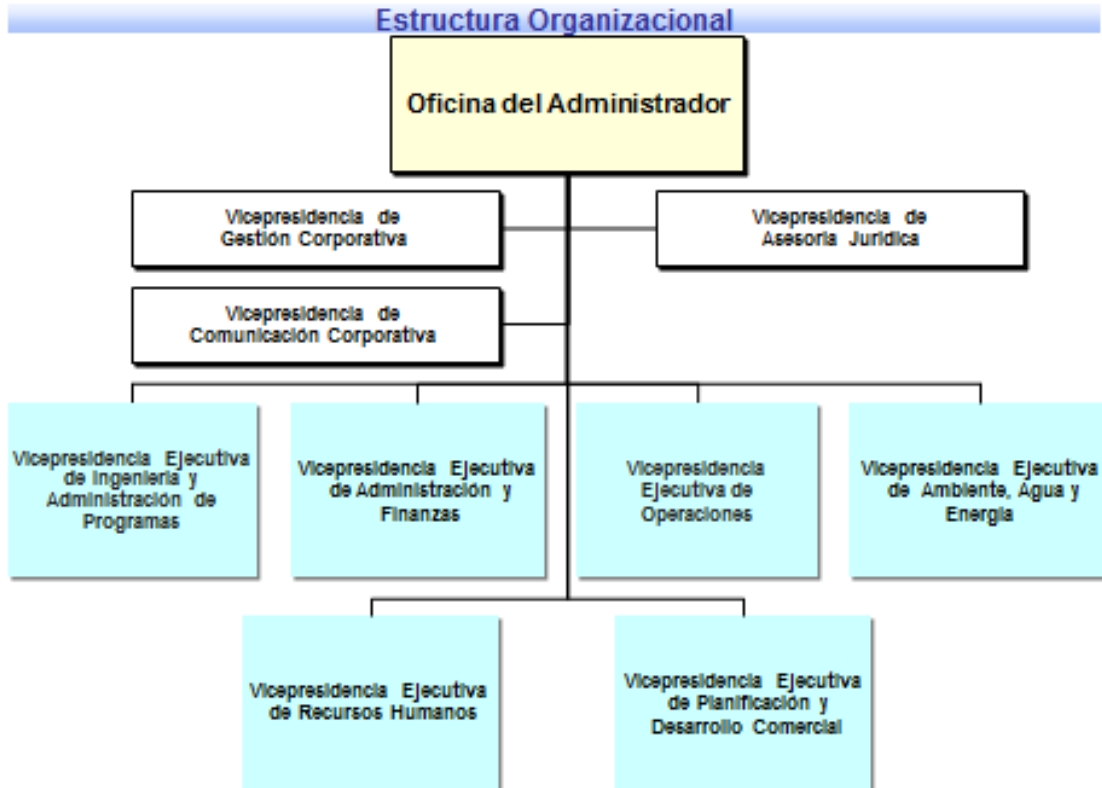 Estructura Organizacional
Oficina del Administrador
Vicepresidencia de
Gestión Corporativa
Vicepresidencia de
Asesoría Jurídica
Vicepresidencia de
Comunicación Corporativa
Vicepresidencia Ejecutiva
de Ingeniería y
Administración de
Programas
Vicepresidencia Ejecutiva
de Administración y
Finanzas
Vicepresidencia
Ejecutiva de
Operaciones
Vicepresidencia Ejecutiva
de Ambiente, Agua y
Energía
Vicepresidencia Ejecutiva
de Recursos Humanos
Vicepresidencia Ejecutiva
de Planificación y
Desarrollo Comercial